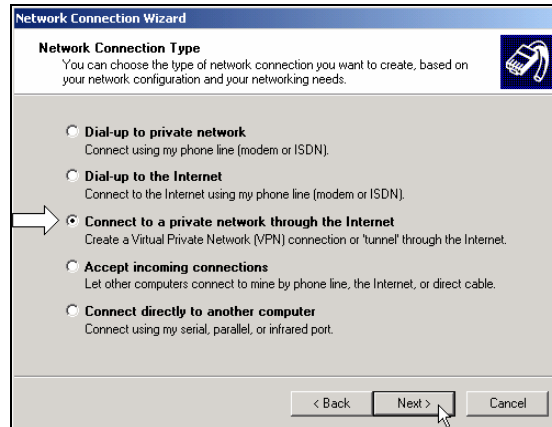 Network Connection Wizard
Network Connection Type
You can choose the type of network connection you want to create, based on
your network configuration and your networking needs.
Dial-up to private network
Connect using my phone line (modem or ISDN).
Dial-up to the Internet
Connect to the Internet using my phone line (modem or ISDN).
Connect to a private network through the Internet
Create a Virtual Private Network (VPN) connection or 'tunnel' through the Internet.
Accept incoming connections
Let other computers connect to mine by phone line, the Internet, or direct cable.
Connect directly to another computer
Connect using my serial, parallel, or infrared port.
< Back Next > Cancel